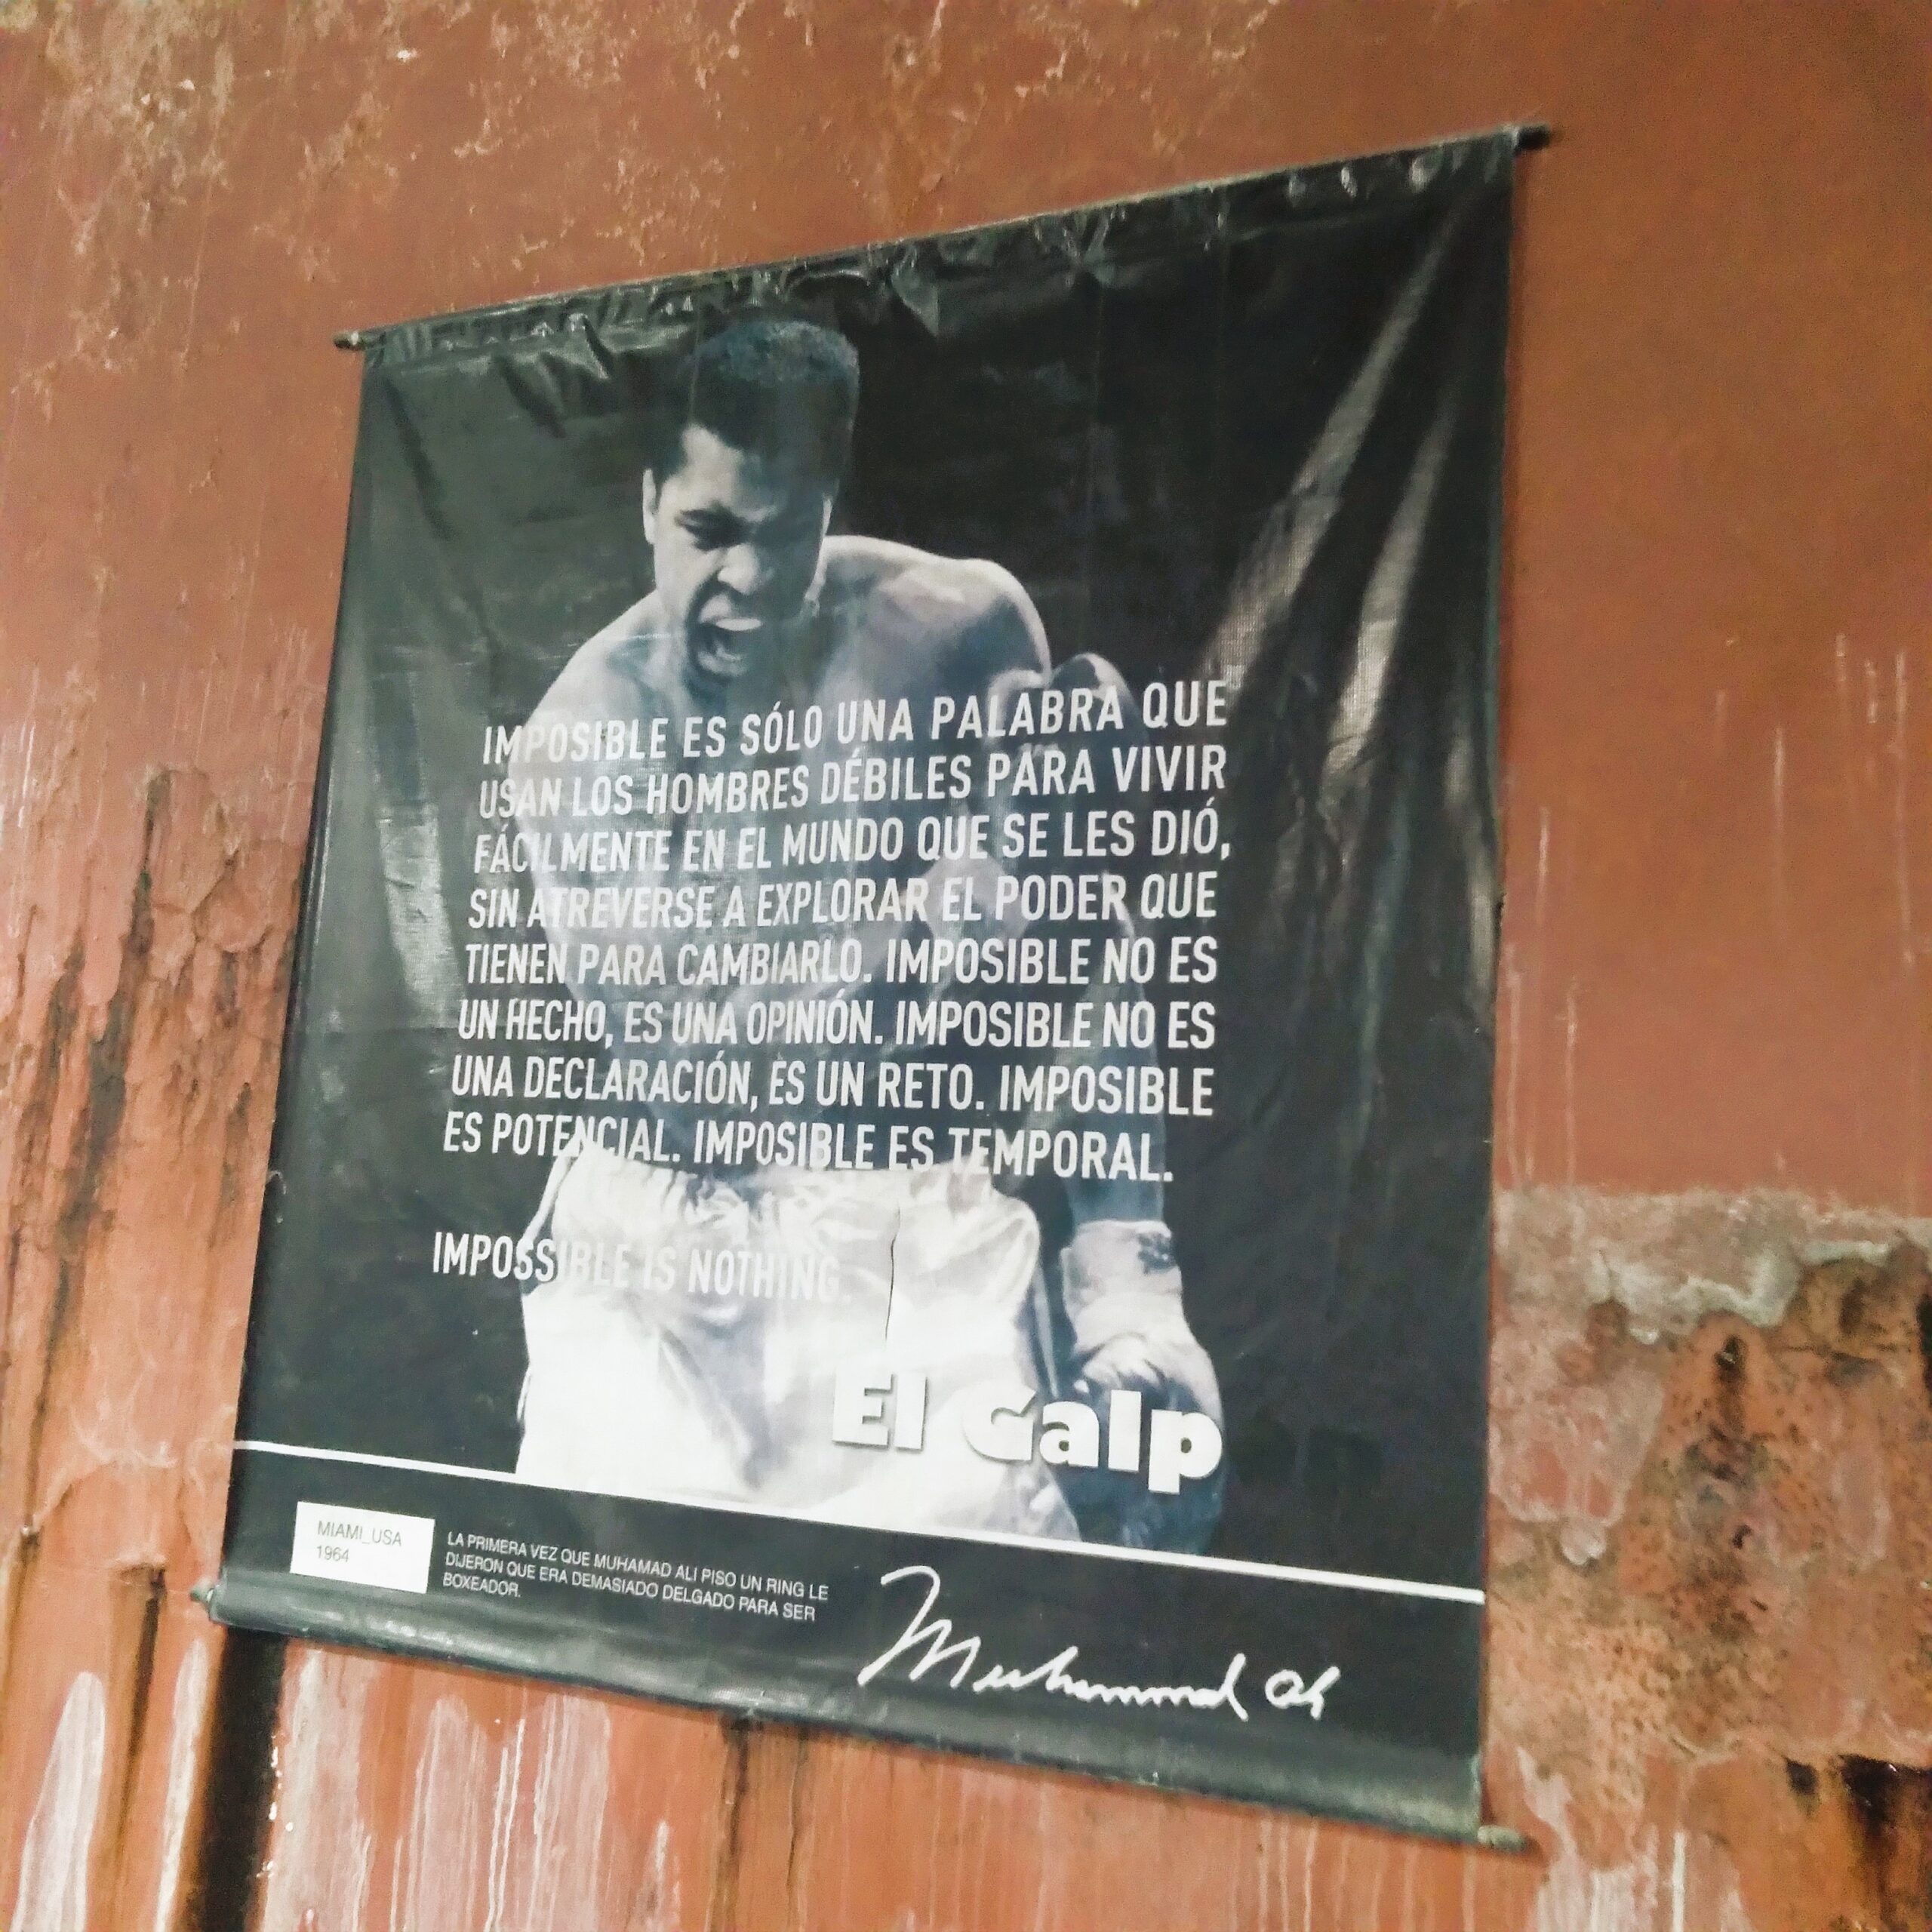 IMPOSIBLE ES SÓLO UNA PALABRA QUE
USAN LOS HOMBRES DÉBILES PARA VIVIR
FÁCILMENTE EN EL MUNDO QUE SE LES DIÓ,
SIN ATREVERSE A EXPLORAR EL PODER QUE
TIENEN PARA CAMBIARLO. IMPOSIBLE NO ES
UN HECHO, ES UNA OPINIÓN. IMPOSIBLE NO ES
UNA DECLARACIÓN, ES UN RETO. IMPOSIBLE
ES POTENCIAL. IMPOSIBLE ES TEMPORAL.
IMPOSSIBLE IS NOTHING.
El Galp
MIAMI_USA
1964
LA PRIMERA VEZ QUE MUHAMAD ALI PISO UN RING LE
DIJERON QUE ERA DEMASIADO DELGADO PARA SER
BOXEADOR.
Muhammad Ali